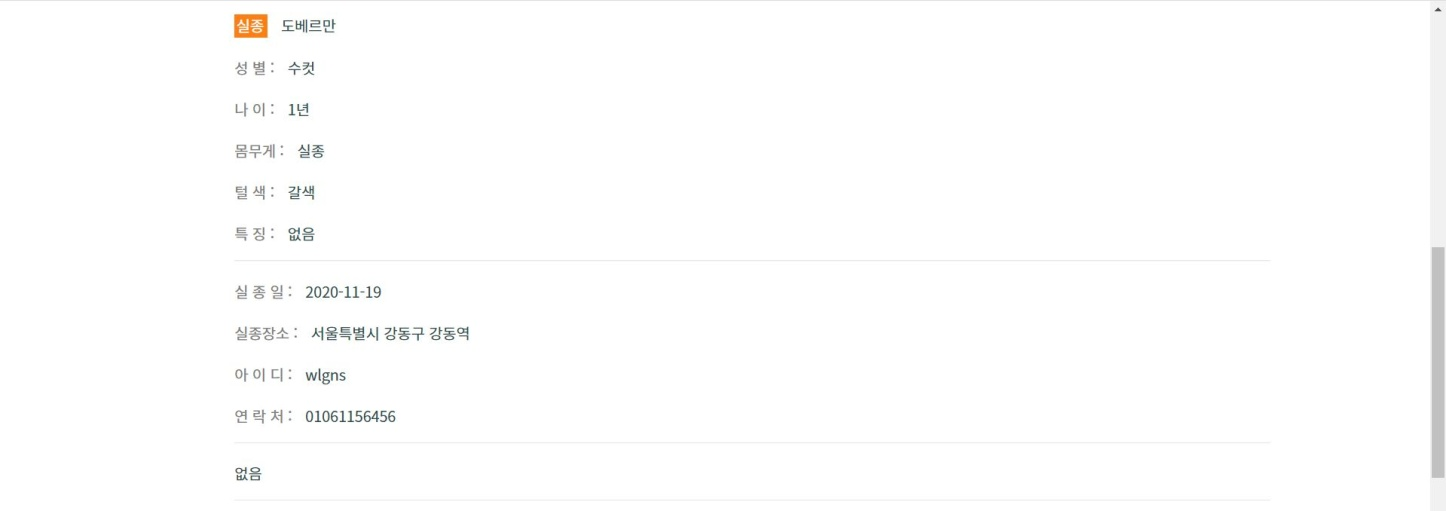 실종 도베르만
성 별 : 수컷
나 이 : 1년
몸무게 : 실종
털 색 : 갈색
특 징 : 없음
실 종 일 : 2020-11-19
실종장소 : 서울특별시 강동구 강동역
아 이 디 : wlgns
연 락 처 : 01061156456
없음